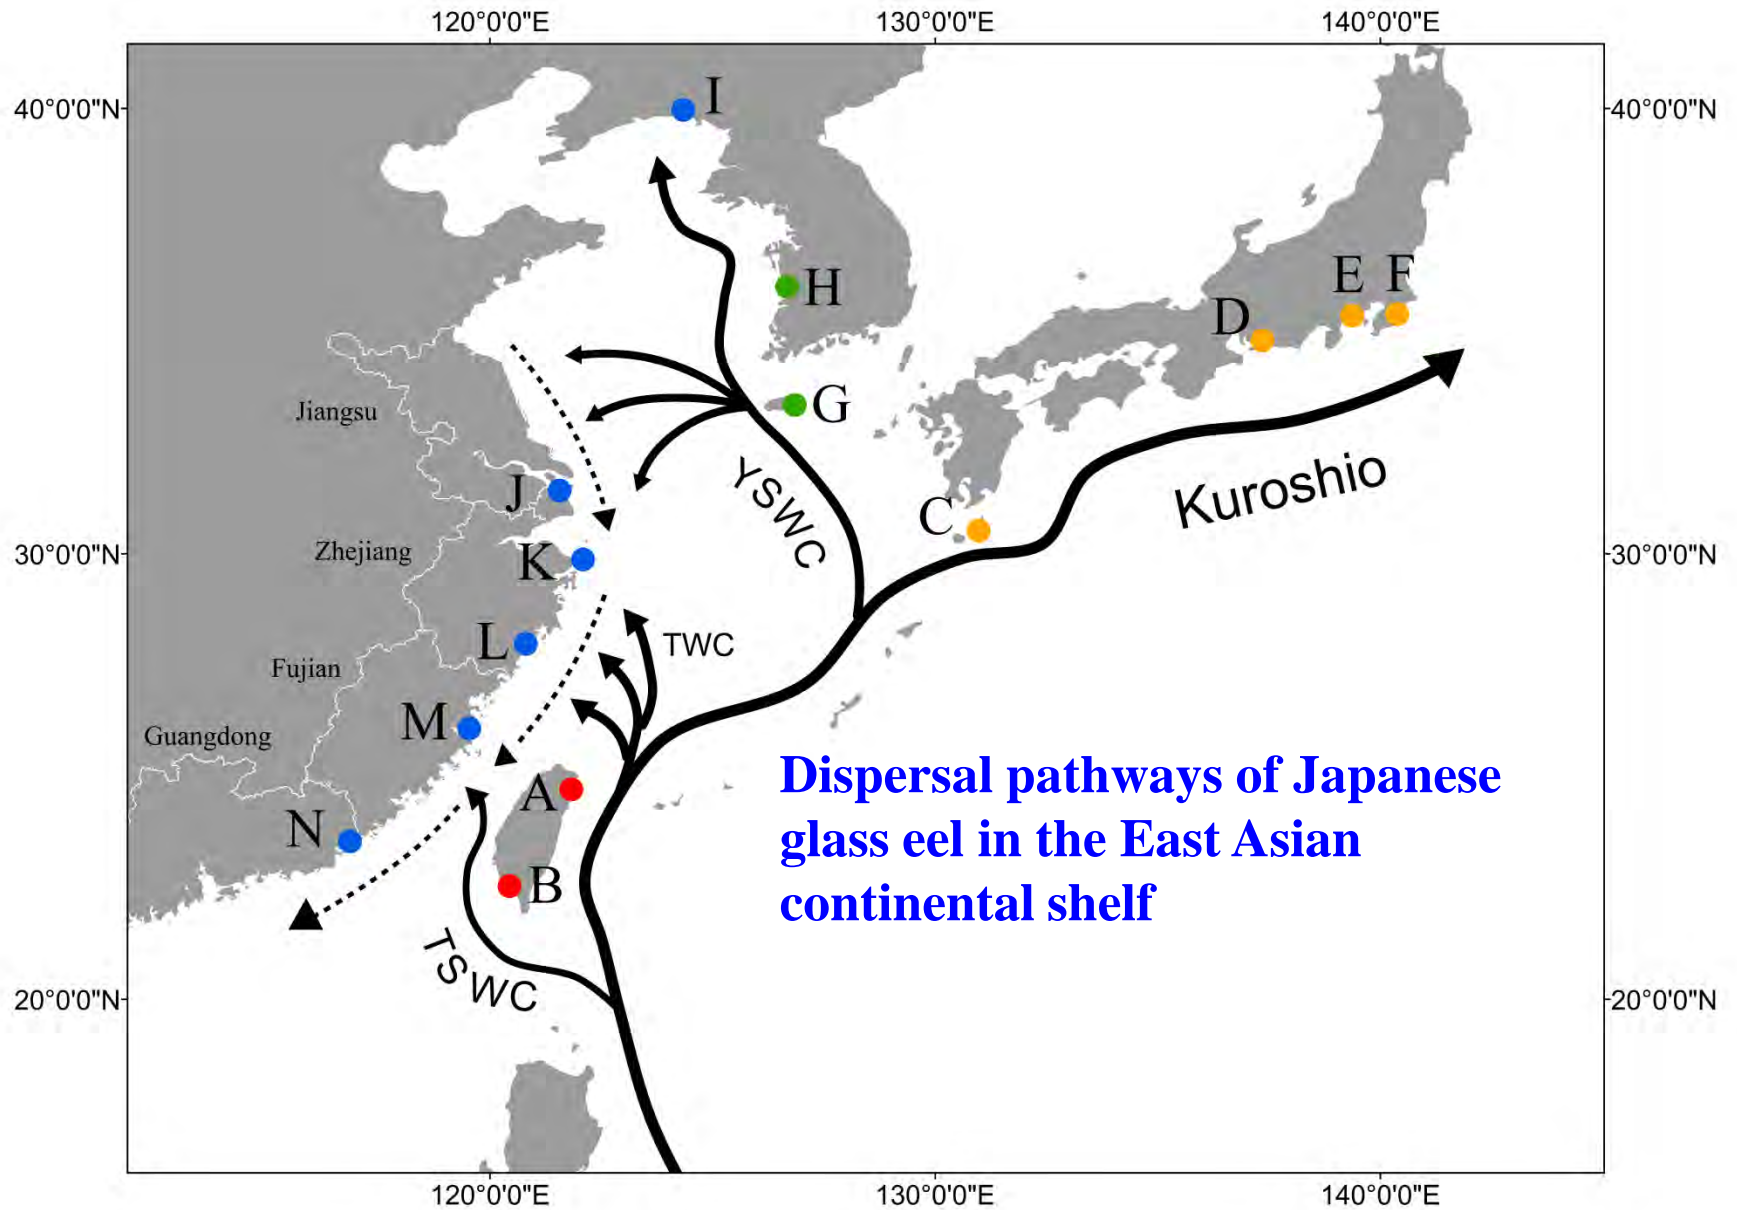 120°0'0"E
130°0'0"E
140°0'0"E
40°0'0"N
I
40°0'0"N
H
E
F
D
Jiangsu
G
YSWC
Kuroshio
J
C
Zhejiang
30°0'0"N
K
30°0'0"N
L
TWC
Fujian
M
Guangdong
Dispersal pathways of Japanese
glass eel in the East Asian
continental shelf
A
N
B
TSWC
20°0'0"N
20°0'0"N
120°0'0"E
130°0'0"E
140°0'0"E